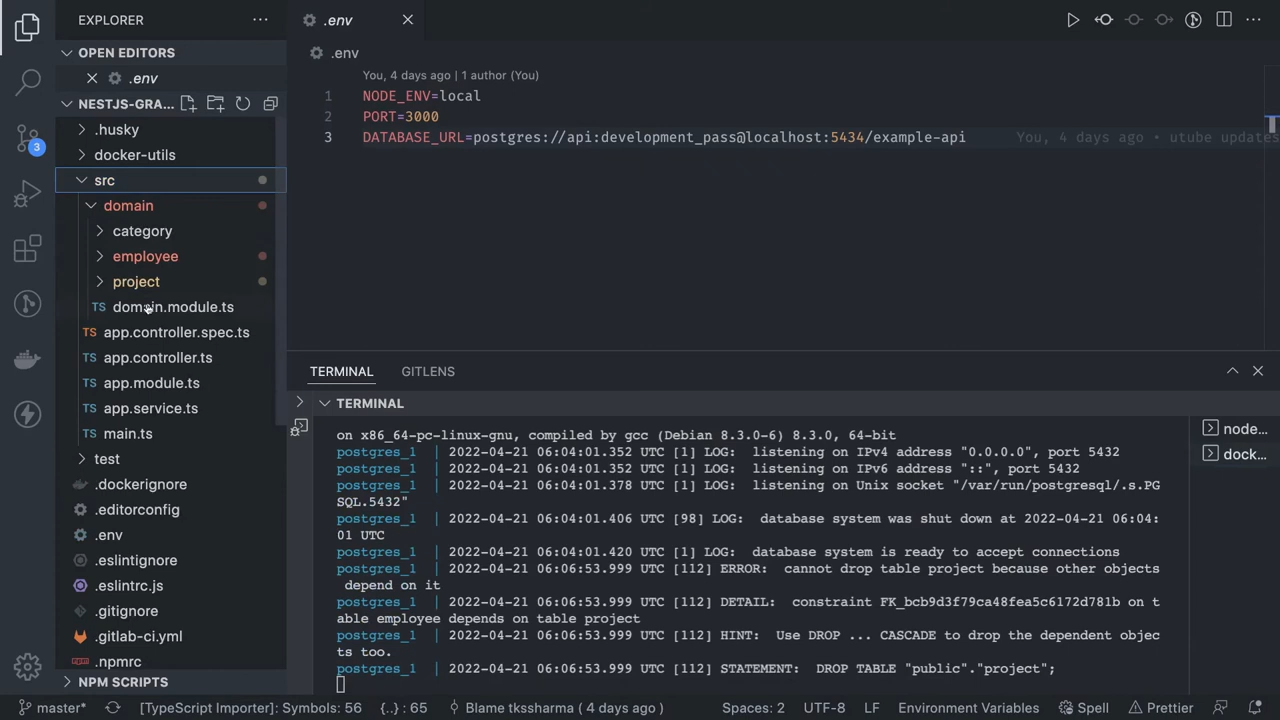 EXPLORER
OPEN EDITORS
.env
NESTJS-GRA...
.husky
docker-utils
src
domain
category
employee
project
TS domain.module.ts
TS app.controller.spec.ts
TS app.controller.ts
TS app.module.ts
TS app.service.ts
TS main.ts
test
.dockerignore
.editorconfig
.env
.eslintignore
.eslintrc.js
.gitignore
.gitlab-ci.yml
.npmrc
NPM SCRIPTS
3
.env
.env
You, 4 days ago | 1 author (You)
1 NODE_ENV=local
2 PORT=3000
3 DATABASE_URL=postgres://api:development_pass@localhost:5434/example-api You, 4 days ago • utube updates
TERMINAL GITLENS
TERMINAL
on x86_64-pc-linux-gnu, compiled by gcc (Debian 8.3.0-6) 8.3.0, 64-bit
postgres_1 | 2022-04-21 06:04:01.352 UTC [1] LOG: listening on IPv4 address "0.0.0.0", port 5432
postgres_1 | 2022-04-21 06:04:01.352 UTC [1] LOG: listening on IPv6 address "::", port 5432
postgres_1 | 2022-04-21 06:04:01.378 UTC [1] LOG: listening on Unix socket "/var/run/postgresql/.s.PG
SQL.5432"
postgres_1 | 2022-04-21 06:04:01.406 UTC [98] LOG: database system was shut down at 2022-04-21 06:04:
01 UTC
postgres_1 | 2022-04-21 06:04:01.420 UTC [1] LOG: database system is ready to accept connections
postgres_1 | 2022-04-21 06:06:53.999 UTC [112] ERROR: cannot drop table project because other objects
depend on it
postgres_1 | 2022-04-21 06:06:53.999 UTC [112] DETAIL: constraint FK_bcb9d3f79ca48fea5c6172d781b on t
able employee depends on table project
postgres_1 | 2022-04-21 06:06:53.999 UTC [112] HINT: Use DROP ... CASCADE to drop the dependent objec
ts too.
postgres_1 | 2022-04-21 06:06:53.999 UTC [112] STATEMENT: DROP TABLE "public"."project";
node...
dock...
master* [TypeScript Importer]: Symbols: 56 {..} : 65 Blame tkssharma ( 4 days ago ) Spaces: 2 UTF-8 LF Environment Variables Spell Prettier